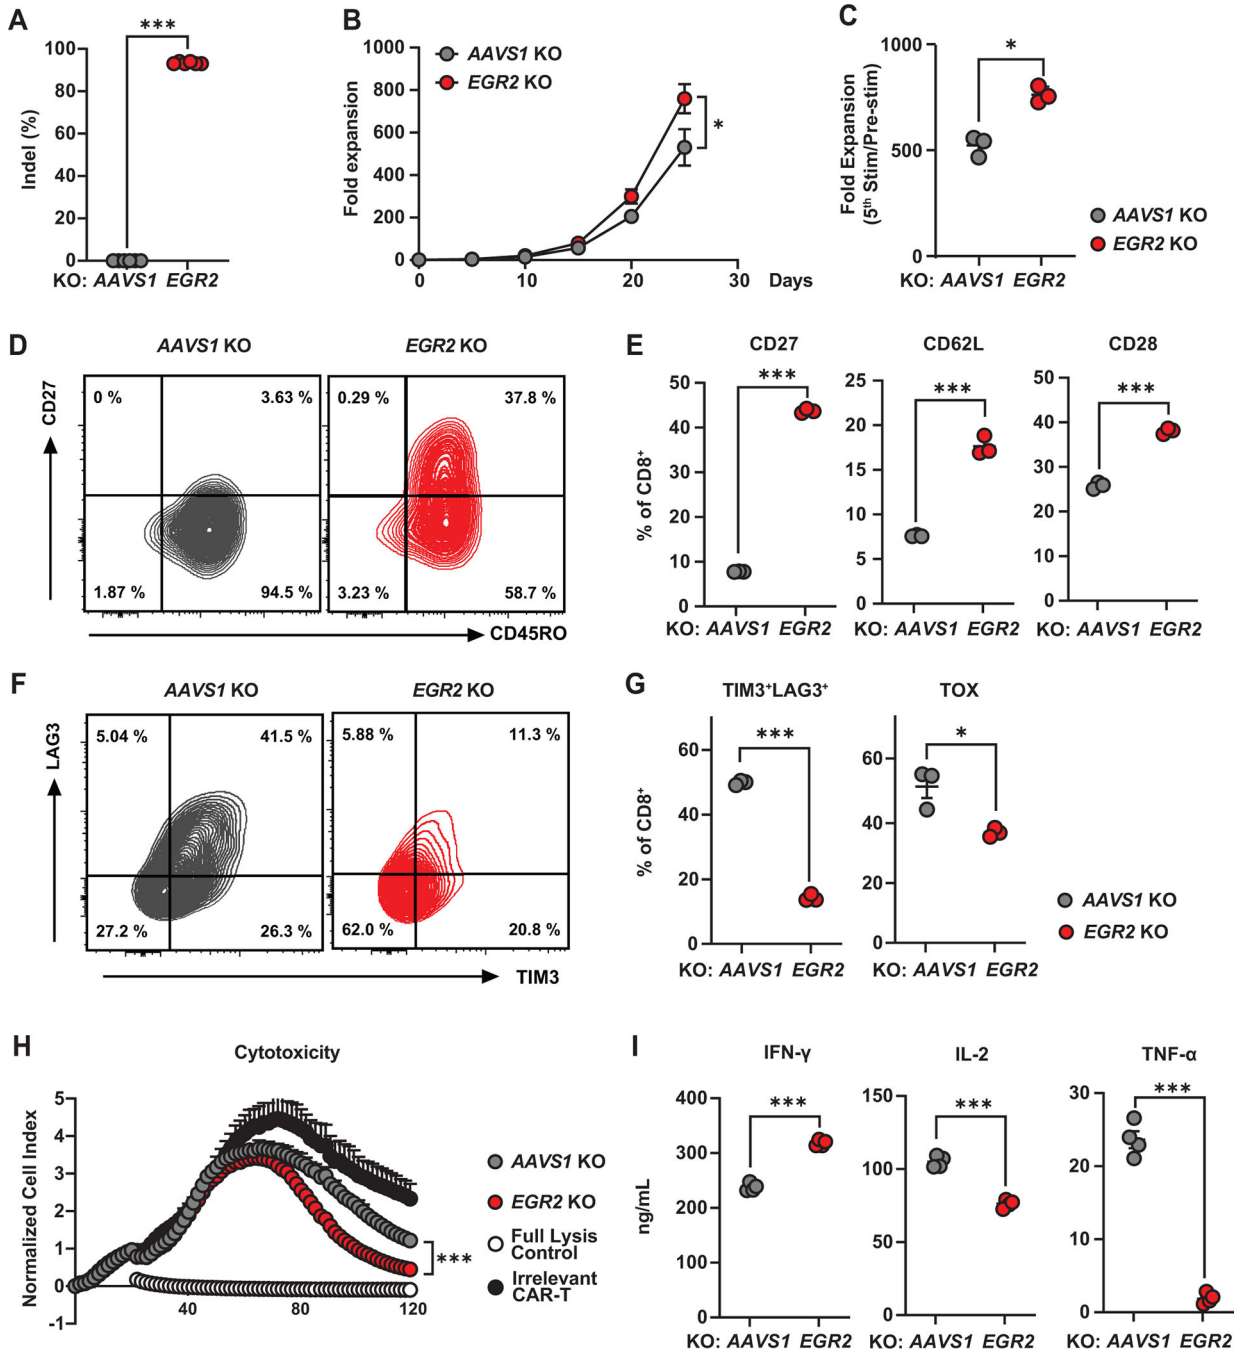 A
***
Indel (%)
100
80
60
40
20
0
KO: AAVS1 EGR2
B
Fold expansion
1000
800
600
400
200
0
AAVS1 KO
EGR2 KO
*
0 10 20 30 Days
C
Fold Expansion
(5th Stim/Pre-stim)
1000
500
0
*
AAVS1 KO
EGR2 KO
KO: AAVS1 EGR2
D
AAVS1 KO
EGR2 KO
CD27
0 % 3.63 %
1.87 % 94.5 %
0.29 % 37.8 %
3.23 % 58.7 %
CD45RO
E
CD27
% of CD8+
50
40
30
20
10
0
***
KO: AAVS1 EGR2
CD62L
25
20
15
10
5
0
***
KO: AAVS1 EGR2
CD28
50
40
30
20
10
0
***
KO: AAVS1 EGR2
F
AAVS1 KO
EGR2 KO
LAG3
5.04 % 41.5 %
27.2 % 26.3 %
5.88 % 11.3 %
62.0 % 20.8 %
TIM3
G
TIM3+LAG3+
% of CD8+
60
40
20
0
***
KO: AAVS1 EGR2
TOX
60
40
20
0
*
KO: AAVS1 EGR2
AAVS1 KO
EGR2 KO
H
Cytotoxicity
Normalized Cell Index
5
4
3
2
1
0
-1
40 80 120
***
AAVS1 KO
EGR2 KO
Full Lysis
Control
Irrelevant
CAR-T
I
IFN-γ
ng/mL
400
300
200
100
0
***
KO: AAVS1 EGR2
IL-2
150
100
50
0
***
KO: AAVS1 EGR2
TNF-α
30
20
10
0
***
KO: AAVS1 EGR2